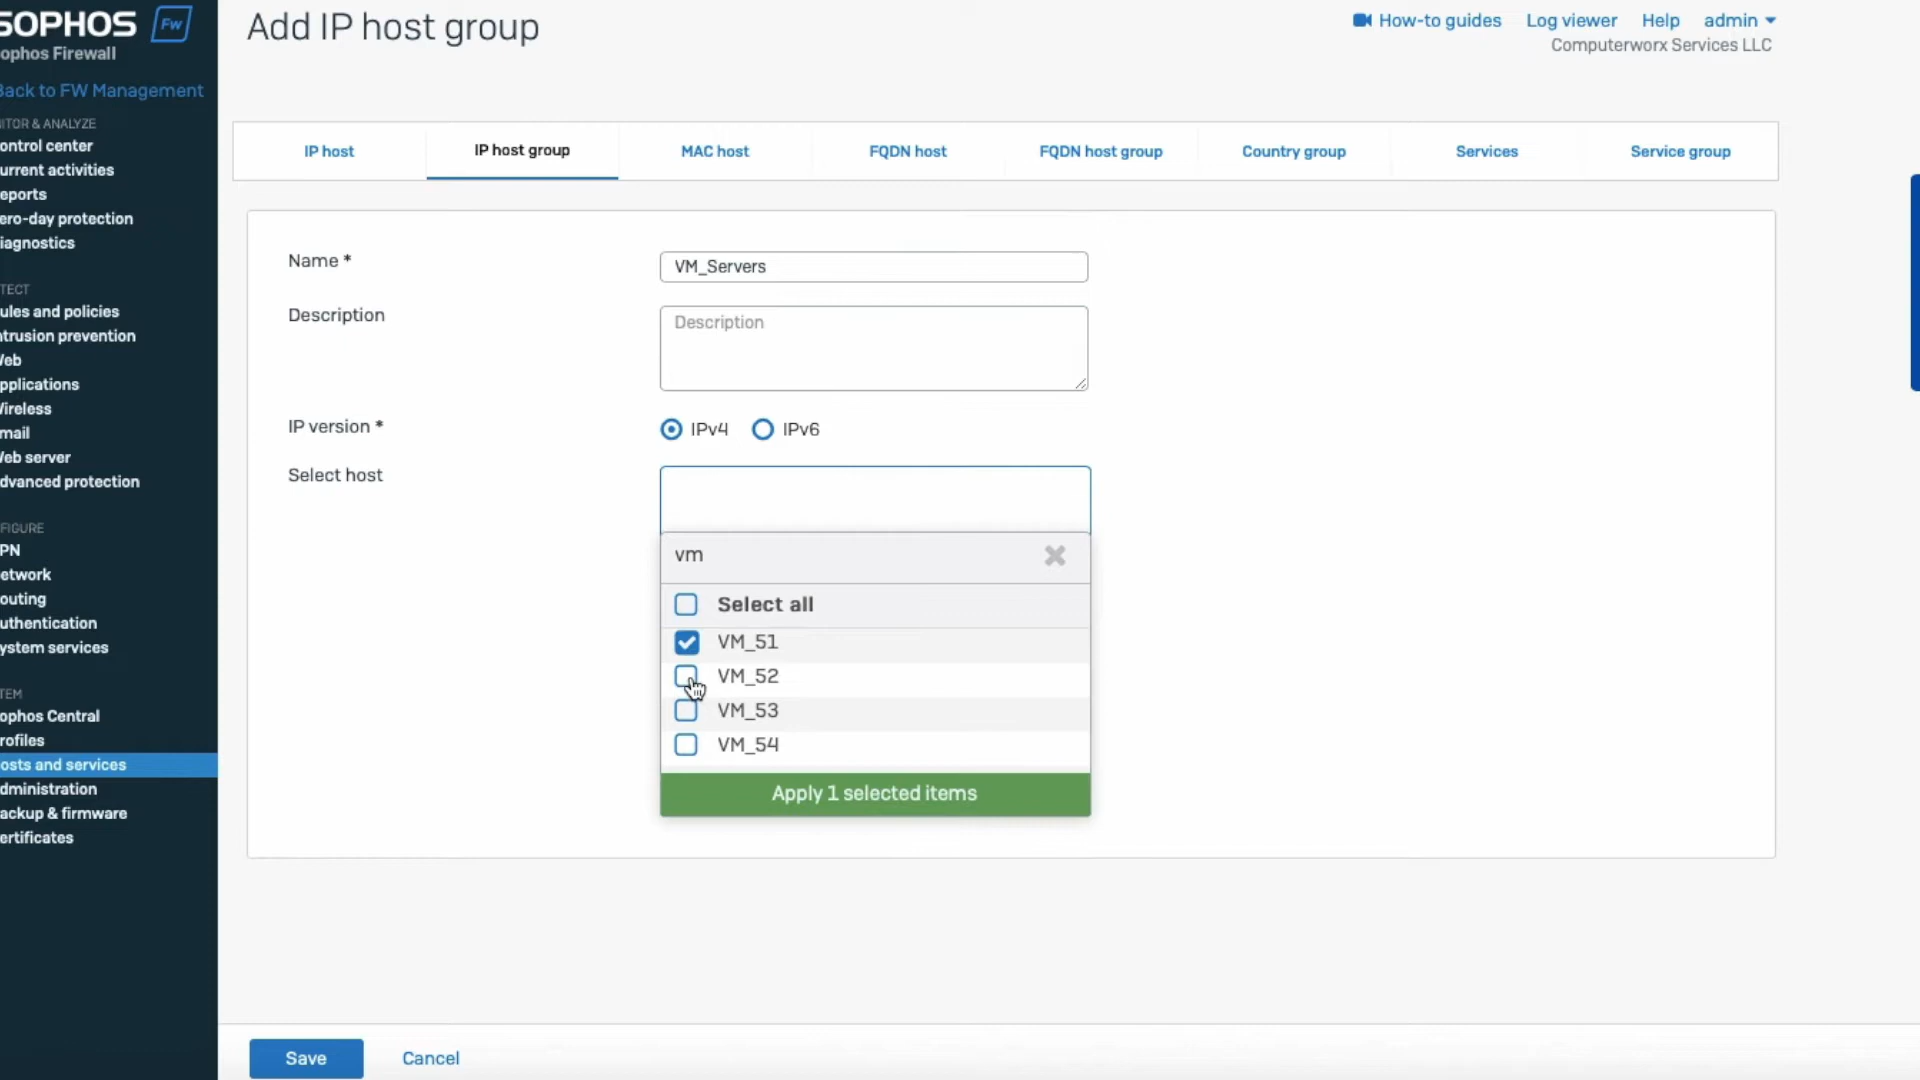 SOPHOS Fw
ophos Firewall
Back to FW Management
ITOR & ANALYZE
ontrol center
urrent activities
eports
ero-day protection
iagnostics
TECT
ules and policies
ntrusion prevention
Web
pplications
Wireless
mail
Web server
dvanced protection
FIGURE
PN
etwork
outing
uthentication
ystem services
TEM
ophos Central
rofiles
osts and services
dministration
ackup & firmware
ertificates
Add IP host group
How-to guides Log viewer Help admin
Computerworx Services LLC
IP host IP host group MAC host FQDN host FQDN host group Country group Services Service group
Name * VM_Servers
Description Description
IP version * IPv4 IPv6
Select host
vm
Select all
VM_51
VM_52
VM_53
VM_54
Apply 1 selected items
Save Cancel